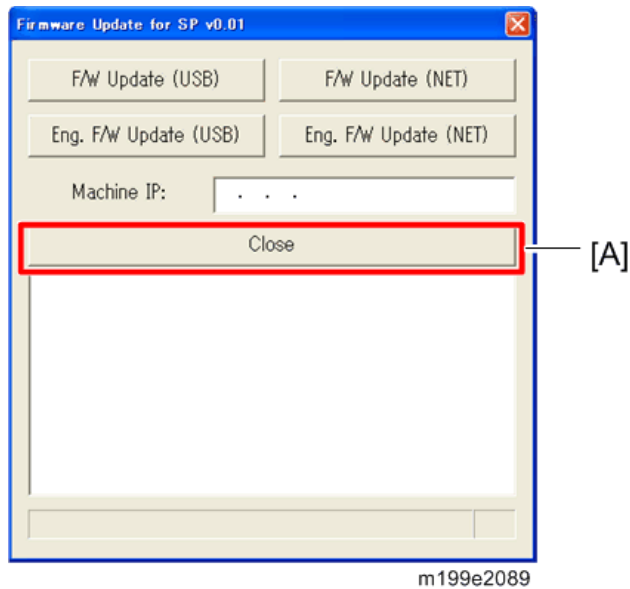 Firmware Update for SP v0.01
F/W Update (USB) F/W Update (NET)
Eng. F/W Update (USB) Eng. F/W Update (NET)
Machine IP: . . .
Close
[A]
m199e2089